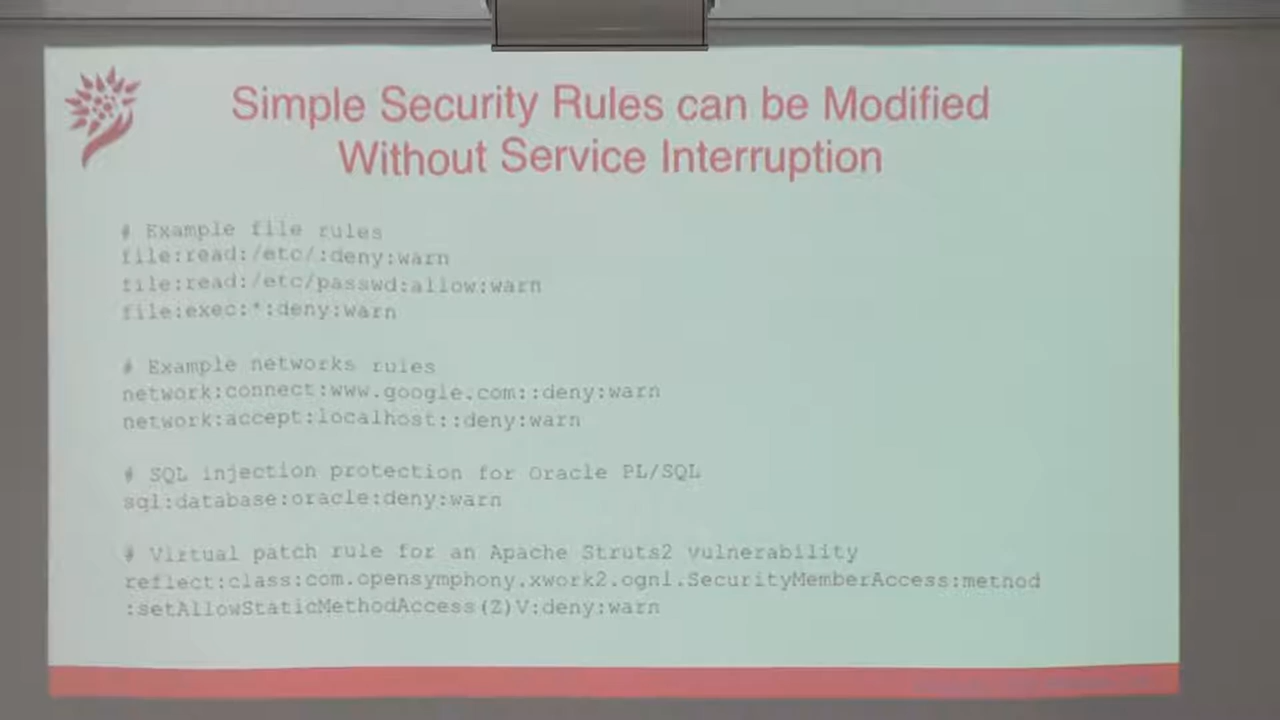 Simple Security Rules can be Modified
Without Service Interruption
# Example file rules
file:read:/etc/:deny:warn
file:read:/etc/passwd:allow:warn
file:exec:*:deny:warn
# Example networks rules
network:connect:www.google.com::deny:warn
network:accept:localhost::deny:warn
# SQL injection protection for Oracle PL/SQL
sql:database:oracle:deny:warn
# Virtual patch rule for an Apache Struts2 vulnerability
reflect:class:com.opensymphony.xwork2.ognl.SecurityMemberAccess:method
:setAllowStaticMethodAccess(Z)V:deny:warn